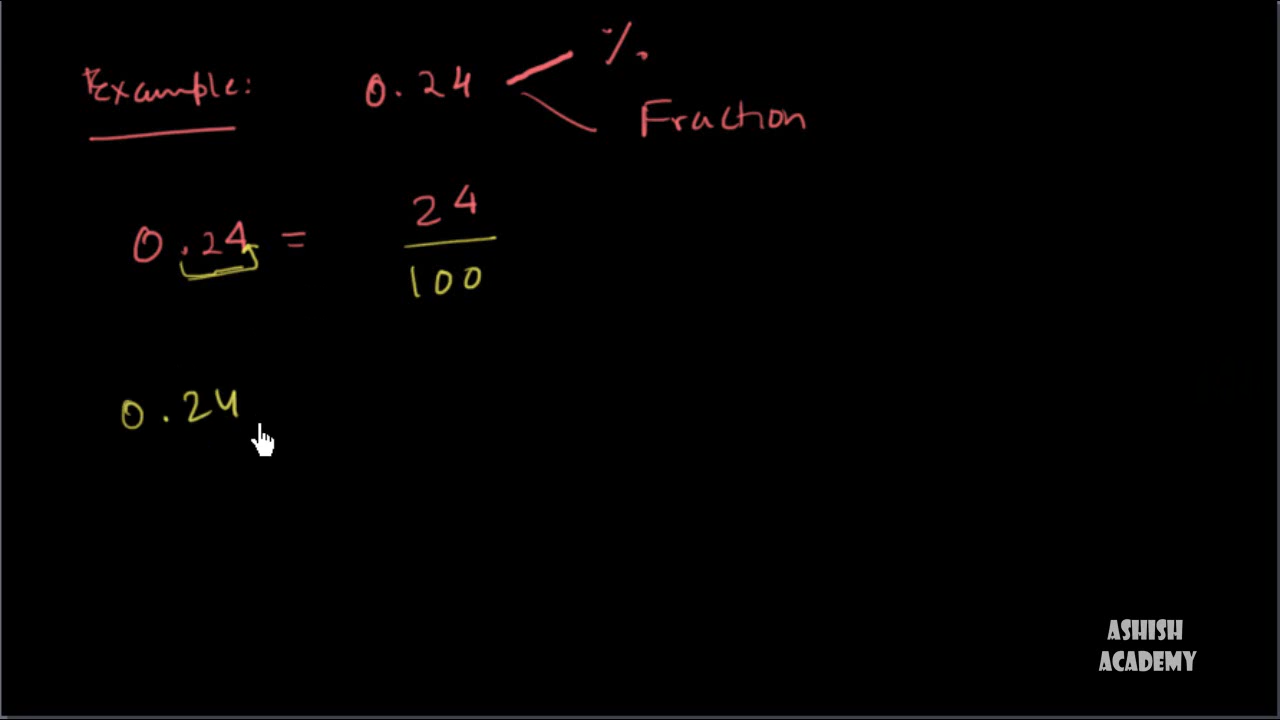 Example: 0.24 %
Fraction
0.24 = 24
100
0.24
ASHISH
ACADEMY